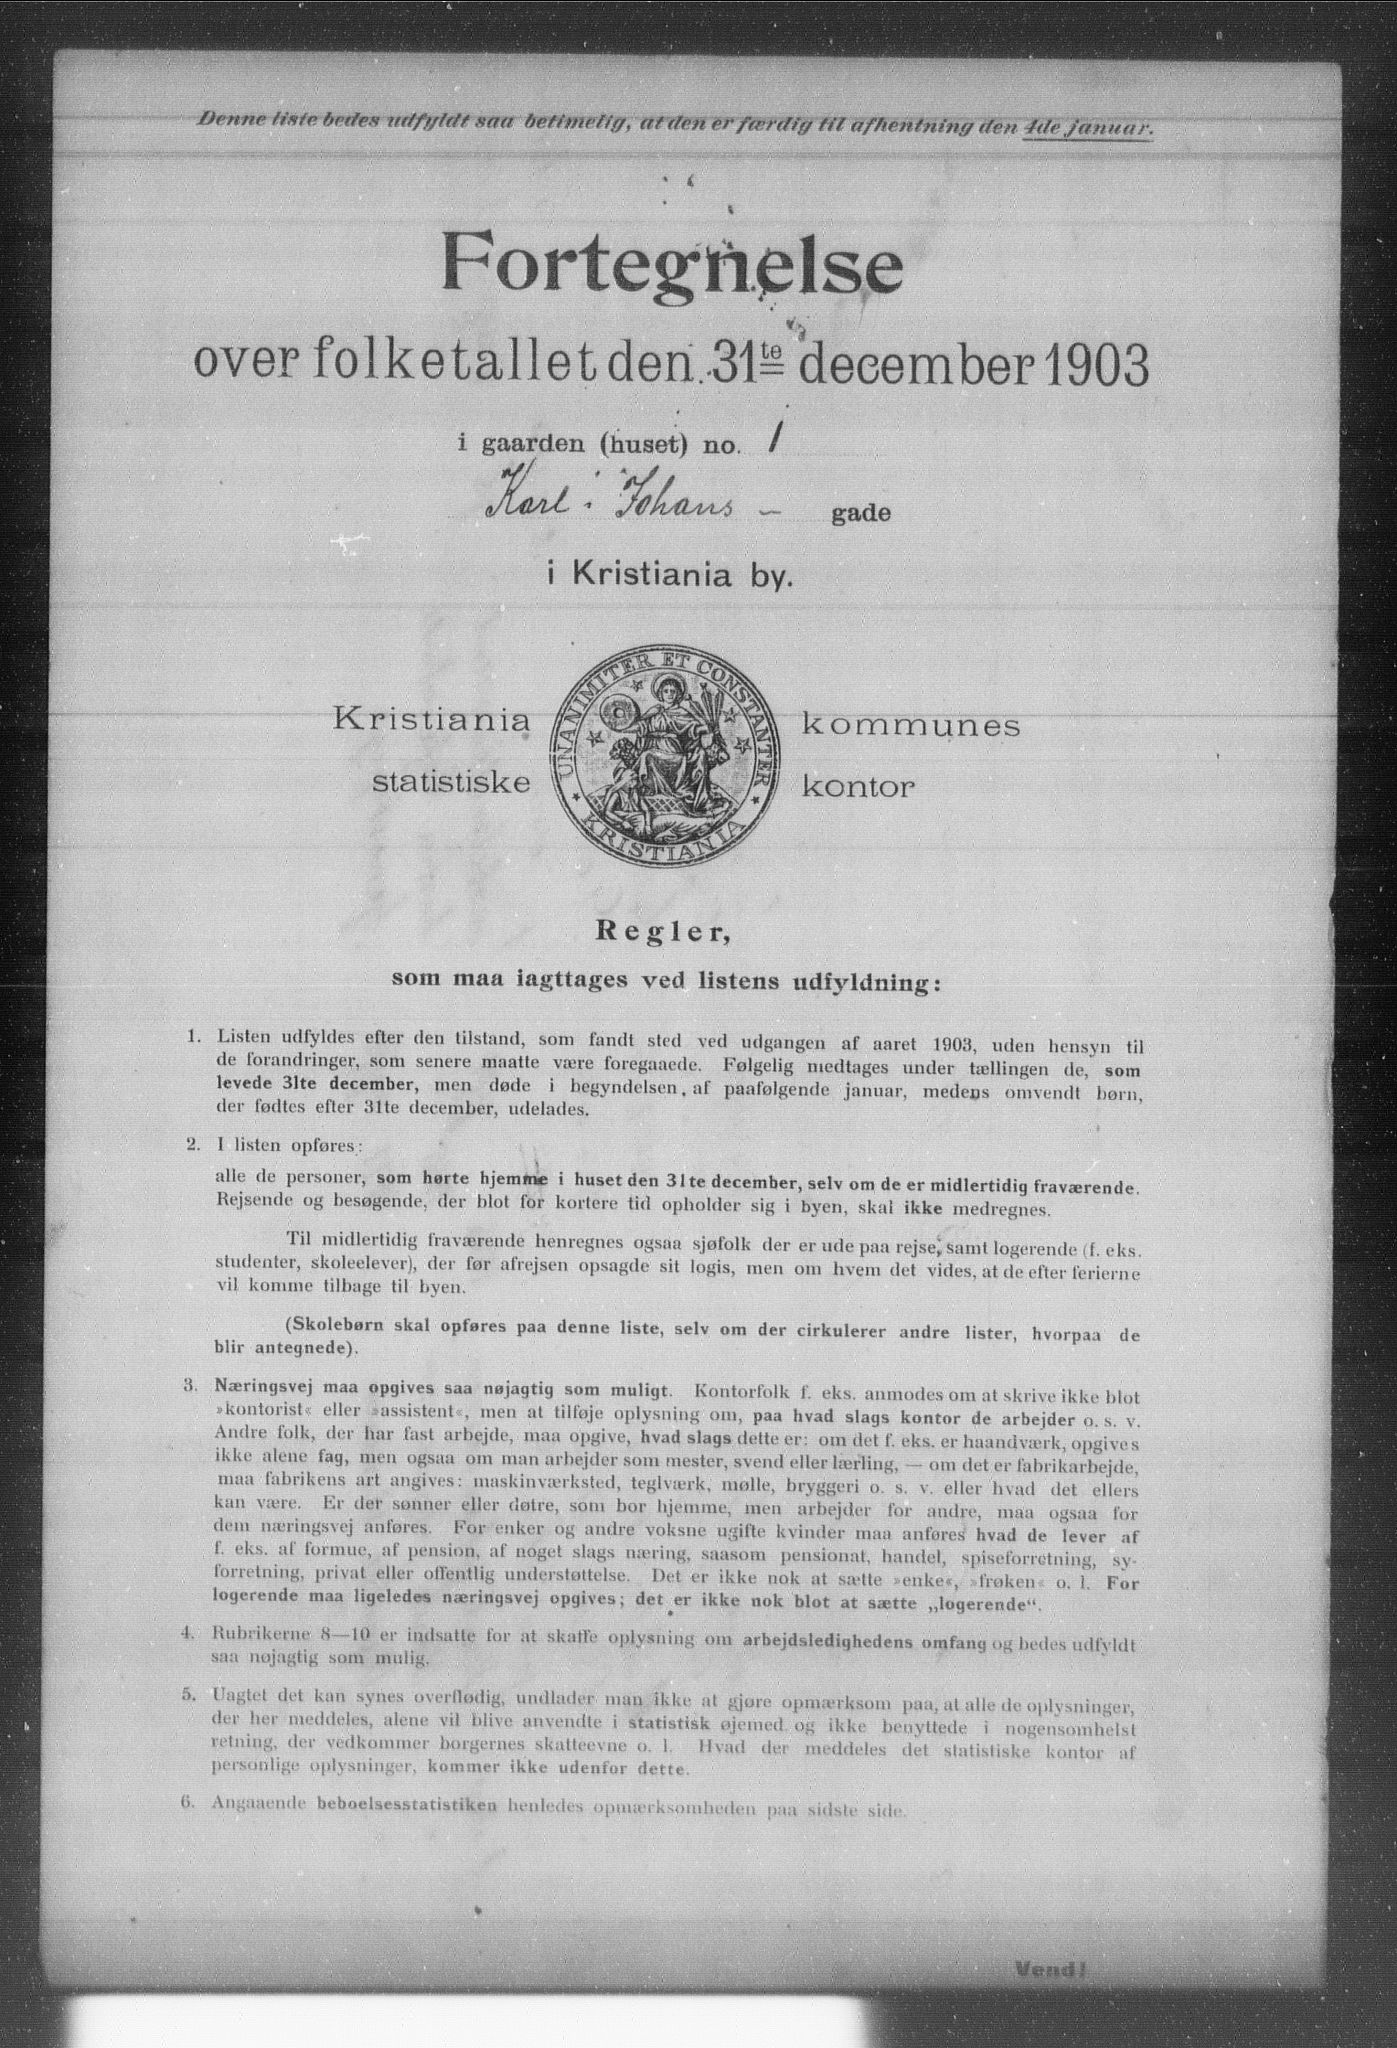 Denne liste bedes udfyldt saa betimelig, at den er færdig til afhentning den 4de januar.
Fortegnelse
over folketallet den 31te december 1903
i gaarden (huset) no. 1
Karl Johans – gade
i Kristiania by.
Kristiania kommunes
statistiske kontor
UNANIMITER ET CONSTANTER
KRISTIANIA
Regler,
som maa iagttages ved listens udfyldning:
1. Listen udfyldes efter den tilstand, som fandt sted ved udgangen af aaret 1903, uden hensyn til
de forandringer, som senere maatte være foregaaede. Følgelig medtages under tællingen de, som
levede 31te december, men døde i begyndelsen af paafølgende januar, medens omvendt børn,
der fødtes efter 31te december, udelades.
2. I listen opføres:
alle de personer, som hørte hjemme i huset den 31te december, selv om de er midlertidig fraværende.
Rejsende og besøgende, der blot for kortere tid opholder sig i byen, skal ikke medregnes.
Til midlertidig fraværende henregnes ogsaa sjøfolk der er ude paa rejse, samt logerende (f. eks.
studenter, skoleelever), der før afrejsen opsagde sit logis, men om hvem det vides, at de efter ferierne
vil komme tilbage til byen.
(Skolebørn skal opføres paa denne liste, selv om der cirkulerer andre lister, hvorpaa de
blir antegnede).
3. Næringsvej maa opgives saa nøjagtig som muligt. Kontorfolk f. eks. anmodes om at skrive ikke blot
»kontorist« eller »assistent«, men at tilføje oplysning om, paa hvad slags kontor de arbejder o. s. v.
Andre folk, der har fast arbejde, maa opgive, hvad slags dette er: om det f. eks. er haandværk, opgives
ikke alene fag, men ogsaa om man arbejder som mester, svend eller lærling, — om det er fabrikarbejde,
maa fabrikens art angives: maskinværksted, teglværk, mølle, bryggeri o. s. v. eller hvad det ellers
kan være. Er der sønner eller døtre, som bor hjemme, men arbejder for andre, maa ogsaa for
dem næringsvej anføres. For enker og andre voksne ugifte kvinder maa anføres hvad de lever af
f. eks. af formue, af pension, af noget slags næring, saasom pensionat, handel, spiseforretning, sy-
forretning, privat eller offentlig understøttelse. Det er ikke nok at sætte »enke«, »frøken« o. l. For
logerende maa ligeledes næringsvej opgives; det er ikke nok blot at sætte „logerende“.
4. Rubrikerne 8—10 er indsatte for at skaffe oplysning om arbejdsledighedens omfang og bedes udfyldt
saa nøjagtig som mulig.
5. Uagtet det kan synes overflødig, undlader man ikke at gjøre opmærksom paa, at alle de oplysninger,
der her meddeles, alene vil blive anvendte i statistisk øjemed og ikke benyttede i nogensomhelst
retning, der vedkommer borgernes skatteevne o. l. Hvad der meddeles det statistiske kontor af
personlige oplysninger, kommer ikke udenfor dette.
6. Angaaende beboelsesstatistiken henledes opmærksomheden paa sidste side.
Vend!